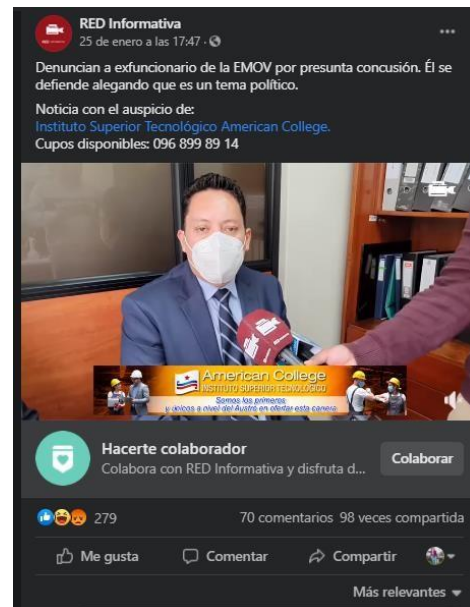 RED Informativa
25 de enero a las 17:47 ·
Denuncian a exfuncionario de la EMOV por presunta concusión. Él se
defiende alegando que es un tema político.
Noticia con el auspicio de:
Instituto Superior Tecnológico American College.
Cupos disponibles: 096 899 89 14
American College
INSTITUTO SUPERIOR TECNOLÓGICO
Somos los primeros
y únicos a nivel del Austro en ofertar esta carrera
Hacerte colaborador
Colabora con RED Informativa y disfruta d...
Colaborar
279
70 comentarios 98 veces compartida
Me gusta
Comentar
Compartir
Más relevantes